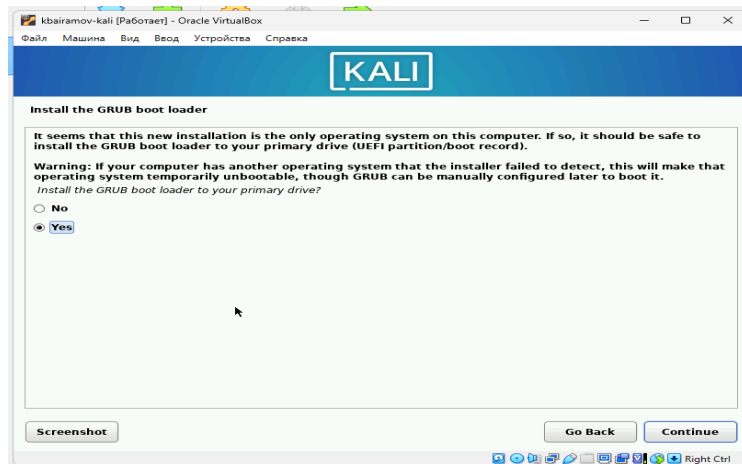 kbairamov-kali [Работает] - Oracle VirtualBox
Файл Машина Вид Ввод Устройства Справка
KALI
Install the GRUB boot loader
It seems that this new installation is the only operating system on this computer. If so, it should be safe to
install the GRUB boot loader to your primary drive (UEFI partition/boot record).
Warning: If your computer has another operating system that the installer failed to detect, this will make that
operating system temporarily unbootable, though GRUB can be manually configured later to boot it.
Install the GRUB boot loader to your primary drive?
No
Yes
Screenshot
Go Back
Continue
Right Ctrl